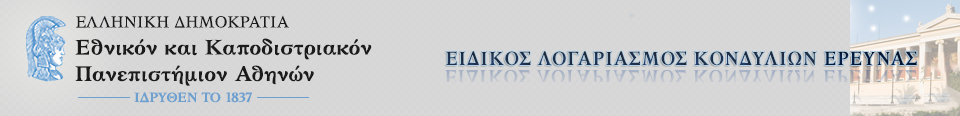 ΕΛΛΗΝΙΚΗ ΔΗΜΟΚΡΑΤΙΑ
Εθνικόν και Καποδιστριακόν
Πανεπιστήμιον Αθηνών
ΙΔΡΥΘΕΝ ΤΟ 1837
ΕΙΔΙΚΟΣ ΛΟΓΑΡΙΑΣΜΟΣ ΚΟΝΔΥΛΙΩΝ ΕΡΕΥΝΑΣ